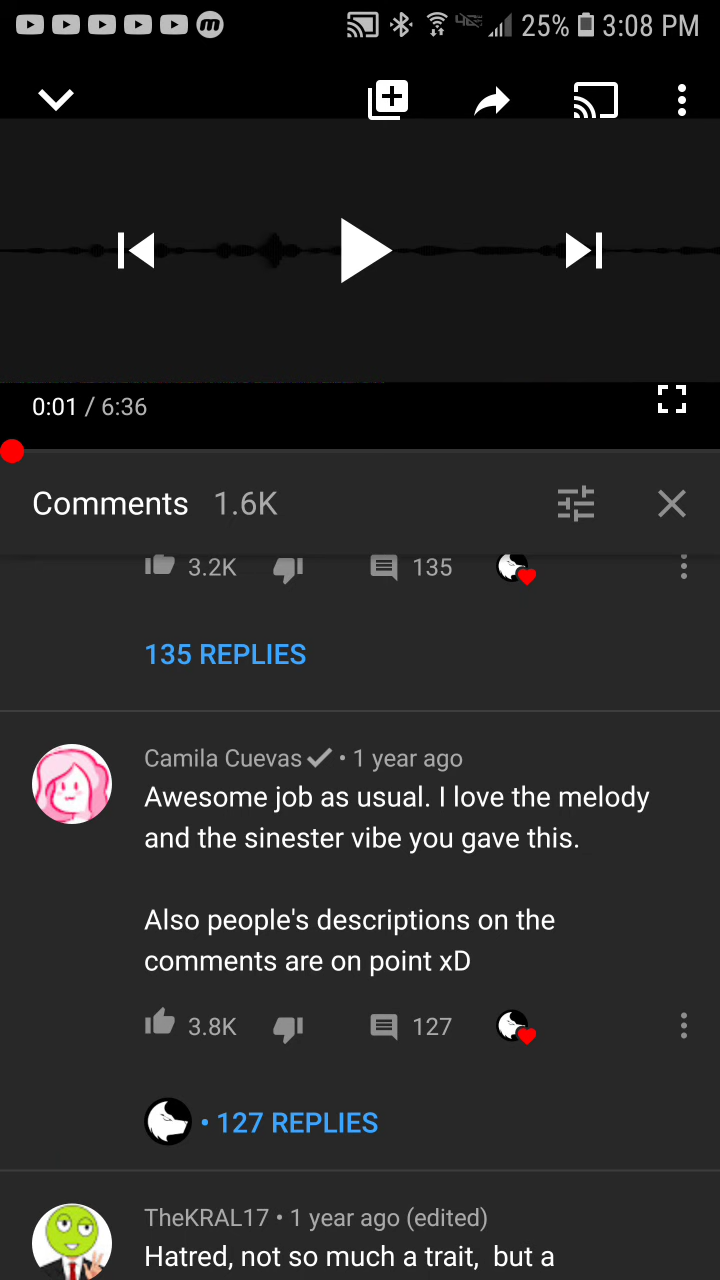 25% 3:08 PM
0:01 / 6:36
Comments 1.6K
3.2K 135
135 REPLIES
Camila Cuevas • 1 year ago
Awesome job as usual. I love the melody
and the sinester vibe you gave this.
Also people's descriptions on the
comments are on point xD
3.8K 127
• 127 REPLIES
TheKRAL17 • 1 year ago (edited)
Hatred, not so much a trait, but a